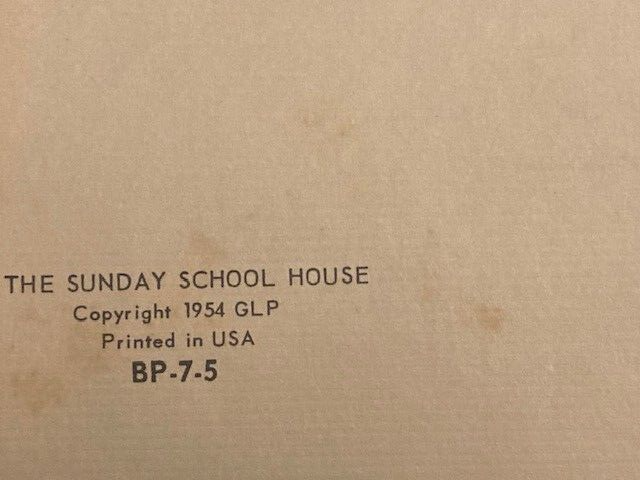 THE SUNDAY SCHOOL HOUSE
Copyright 1954 GLP
Printed in USA
BP-7-5